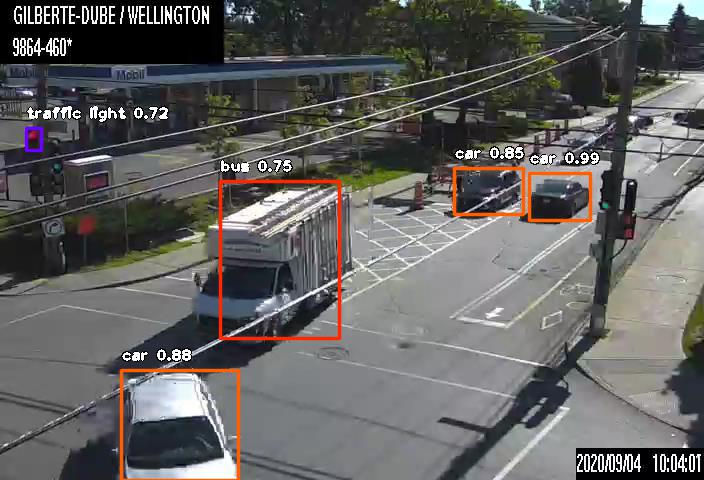 GILBERTE-DUBE / WELLINGTON
9864-460*
Mobil
Mobil
traffic light 0.72
bus 0.75
car 0.85
car 0.99
car 0.88
2020/09/04 10:04:01